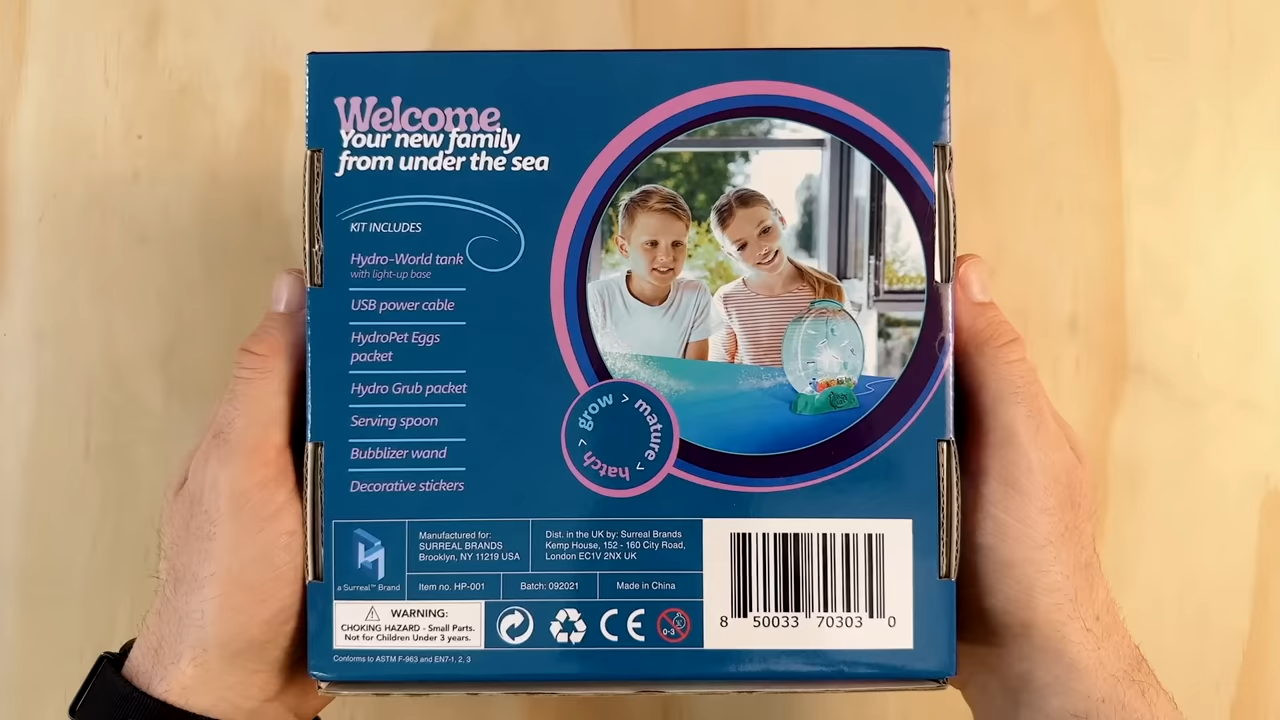 Welcome
Your new family
from under the sea
KIT INCLUDES
Hydro-World tank
with light-up base
USB power cable
HydroPet Eggs
packet
Hydro Grub packet
Serving spoon
Bubblizer wand
Decorative stickers
hatch > grow > mature >
a Surreal™ Brand
Manufactured for:
SURREAL BRANDS
Brooklyn, NY 11219 USA
Dist. in the UK by: Surreal Brands
Kemp House, 152 - 160 City Road,
London EC1V 2NX UK
Item no. HP-001
Batch: 092021
Made in China
WARNING:
CHOKING HAZARD - Small Parts.
Not for Children Under 3 years.
CE
0-3
8 50033 70303 0
Conforms to ASTM F-963 and EN7-1, 2, 3